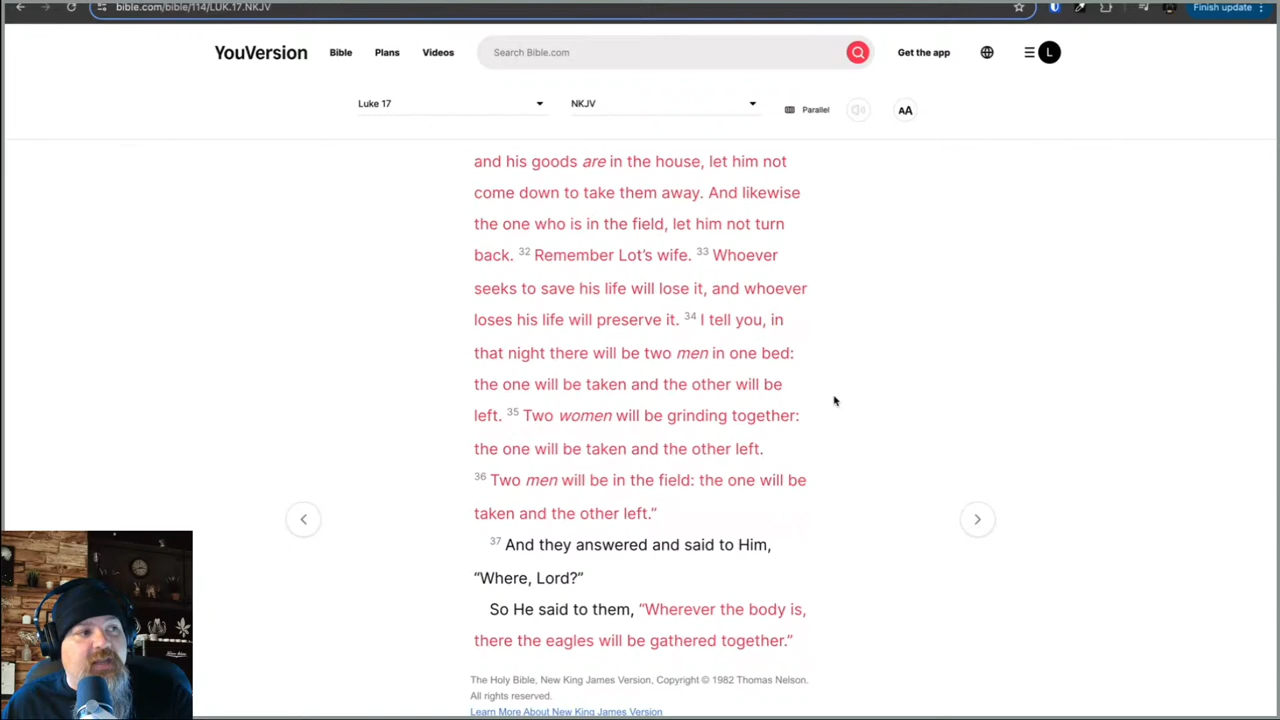 bible.com/bible/114/LUK.17.NKJV
Finish update
YouVersion
Bible
Plans
Videos
Search Bible.com
Get the app
L
Luke 17
NKJV
Parallel
AA
and his goods are in the house, let him not
come down to take them away. And likewise
the one who is in the field, let him not turn
back. 32 Remember Lot’s wife. 33 Whoever
seeks to save his life will lose it, and whoever
loses his life will preserve it. 34 I tell you, in
that night there will be two men in one bed:
the one will be taken and the other will be
left. 35 Two women will be grinding together:
the one will be taken and the other left.
36 Two men will be in the field: the one will be
taken and the other left.”
37 And they answered and said to Him,
“Where, Lord?”
So He said to them, “Wherever the body is,
there the eagles will be gathered together.”
The Holy Bible, New King James Version, Copyright © 1982 Thomas Nelson.
All rights reserved.
Learn More About New King James Version